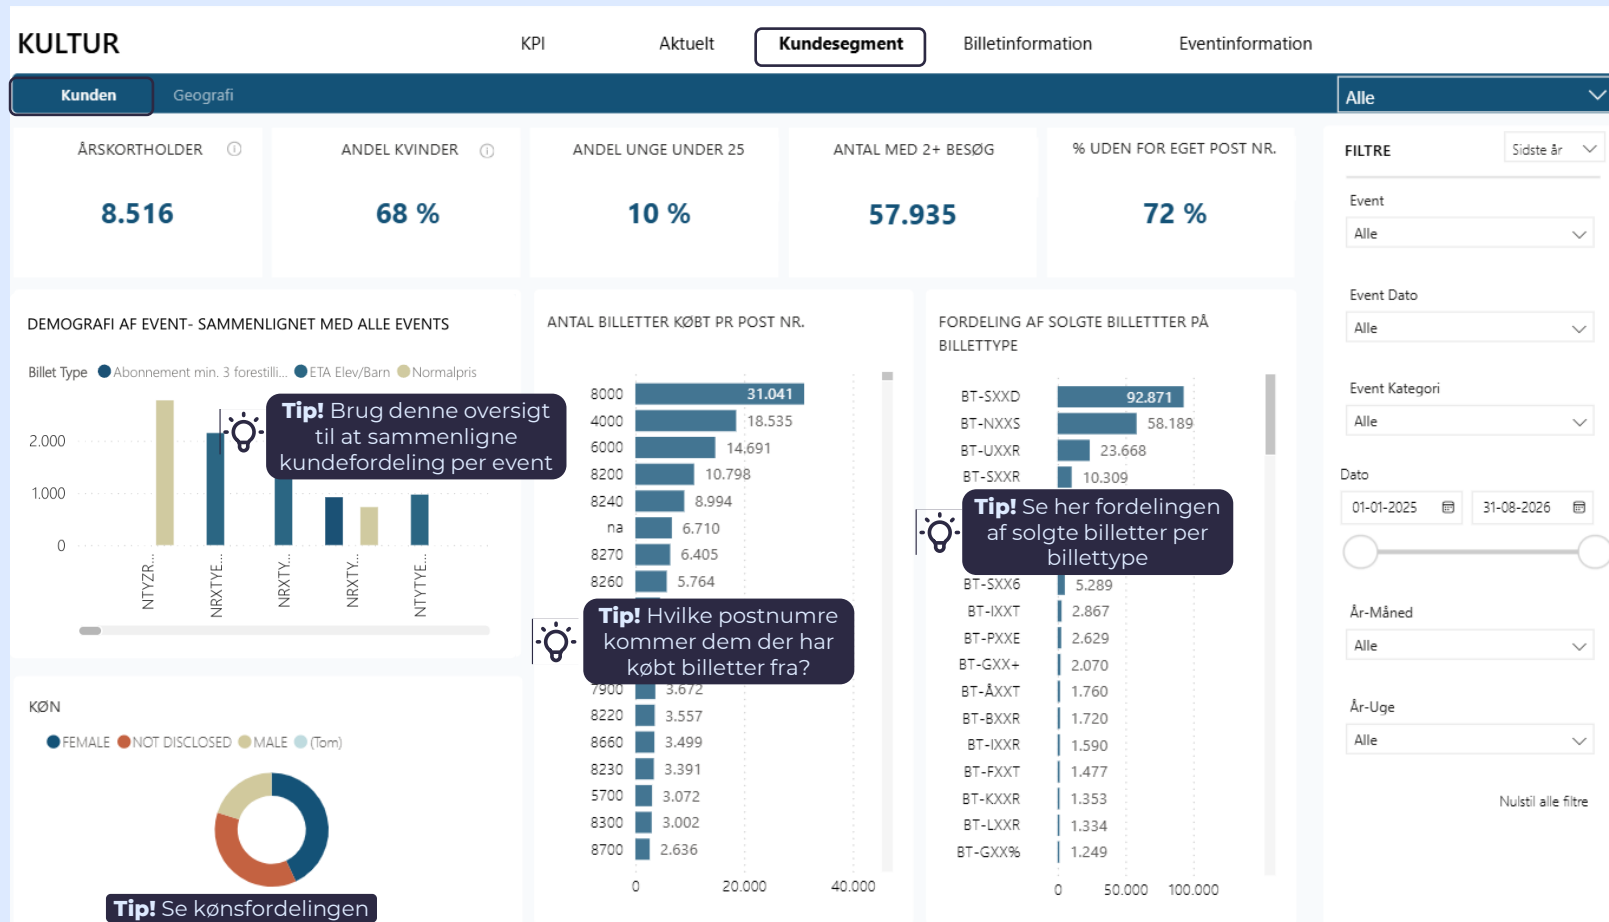 KULTUR
KPI
Aktuelt
Kundesegment
Billetinformation
Eventinformation
Kunden
Geografi
Alle
ÅRSKORTHOLDER
8.516
ANDEL KVINDER
68 %
ANDEL UNGE UNDER 25
10 %
ANTAL MED 2+ BESØG
57.935
% UDEN FOR EGET POST NR.
72 %
FILTRE
Sidste år
Event
Alle
Event Dato
Alle
Event Kategori
Alle
Dato
01-01-2025
31-08-2026
År-Måned
Alle
År-Uge
Alle
Nulstil alle filtre
DEMOGRAFI AF EVENT- SAMMENLIGNET MED ALLE EVENTS
Billet Type
Abonnement min. 3 forestilli...
ETA Elev/Barn
Normalpris
2.000
1.000
0
NTYZR...
NRXTYE...
NRXTY...
NRXTY...
NTYTYE...
Tip! Brug denne oversigt
til at sammenligne
kundefordeling per event
KØN
FEMALE
NOT DISCLOSED
MALE
(Tom)
Tip! Se kønsfordelingen
ANTAL BILLETTER KØBT PR POST NR.
8000 31.041
4000 18.535
6000 14.691
8200 10.798
8240 8.994
na 6.710
8270 6.405
8260 5.764
Tip! Hvilke postnumre
kommer dem der har
købt billetter fra?
7900 3.672
8220 3.557
8660 3.499
8230 3.391
5700 3.072
8300 3.002
8700 2.636
0 20.000 40.000
FORDELING AF SOLGTE BILLETTTER PÅ
BILLETTYPE
BT-SXXD 92.871
BT-NXXS 58.189
BT-UXXR 23.668
BT-SXXR 10.309
Tip! Se her fordelingen
af solgte billetter per
billettype
BT-SXX6 5.289
BT-IXXT 2.867
BT-PXXE 2.629
BT-GXX+ 2.070
BT-ÅXXT 1.760
BT-BXXR 1.720
BT-IXXR 1.590
BT-FXXT 1.477
BT-KXXR 1.353
BT-LXXR 1.334
BT-GXX% 1.249
0 50.000 100.000